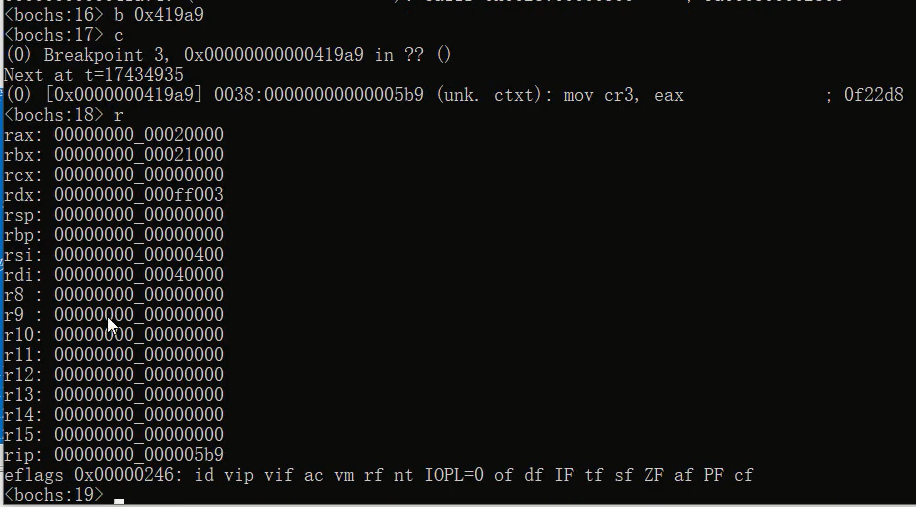 <bochs:16> b 0x419a9
<bochs:17> c
(0) Breakpoint 3, 0x00000000000419a9 in ?? ()
Next at t=17434935
(0) [0x0000000419a9] 0038:00000000000005b9 (unk. ctxt): mov cr3, eax ; 0f22d8
<bochs:18> r
rax: 00000000_00020000
rbx: 00000000_00021000
rcx: 00000000_00000000
rdx: 00000000_000ff003
rsp: 00000000_00000000
rbp: 00000000_00000000
rsi: 00000000_00000400
rdi: 00000000_00040000
r8 : 00000000_00000000
r9 : 00000000_00000000
r10: 00000000_00000000
r11: 00000000_00000000
r12: 00000000_00000000
r13: 00000000_00000000
r14: 00000000_00000000
r15: 00000000_00000000
rip: 00000000_000005b9
eflags 0x00000246: id vip vif ac vm rf nt IOPL=0 of df IF tf sf ZF af PF cf
<bochs:19>